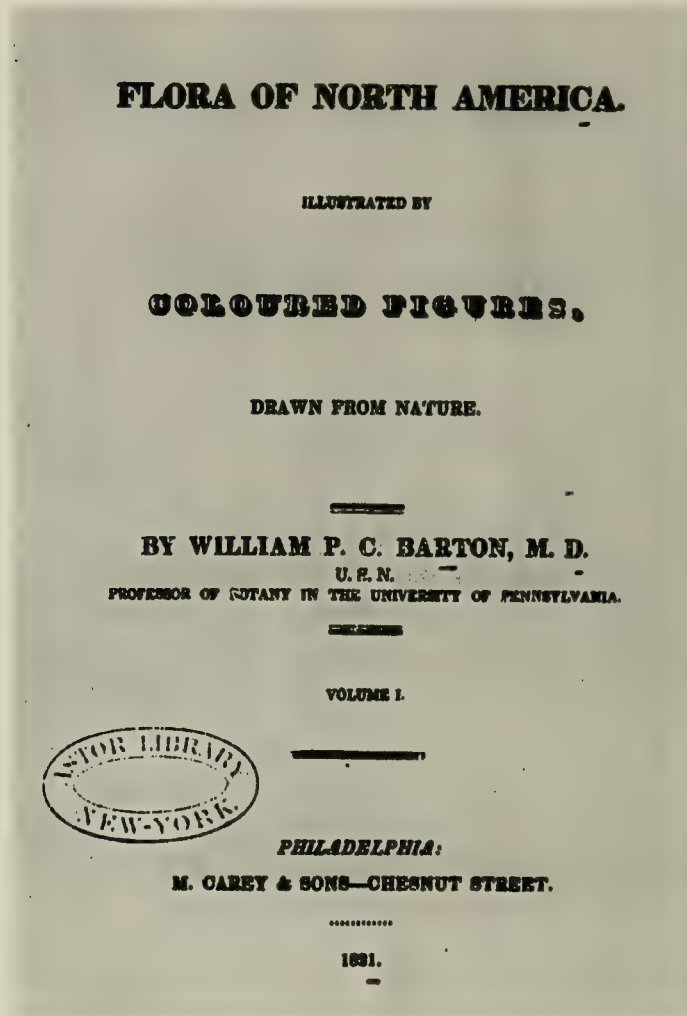 FLORA OF NORTH AMERICA.
ILLUSTRATED BY
COLOURED FIGURES,
DRAWN FROM NATURE.
BY WILLIAM P. C. BARTON, M. D.
U. S. N.
PROFESSOR OF BOTANY IN THE UNIVERSITY OF PENNSYLVANIA.
VOLUME I.
ASTOR LIBRARY
NEW-YORK.
PHILADELPHIA:
M. CAREY & SONS—CHESNUT STREET.
1821.